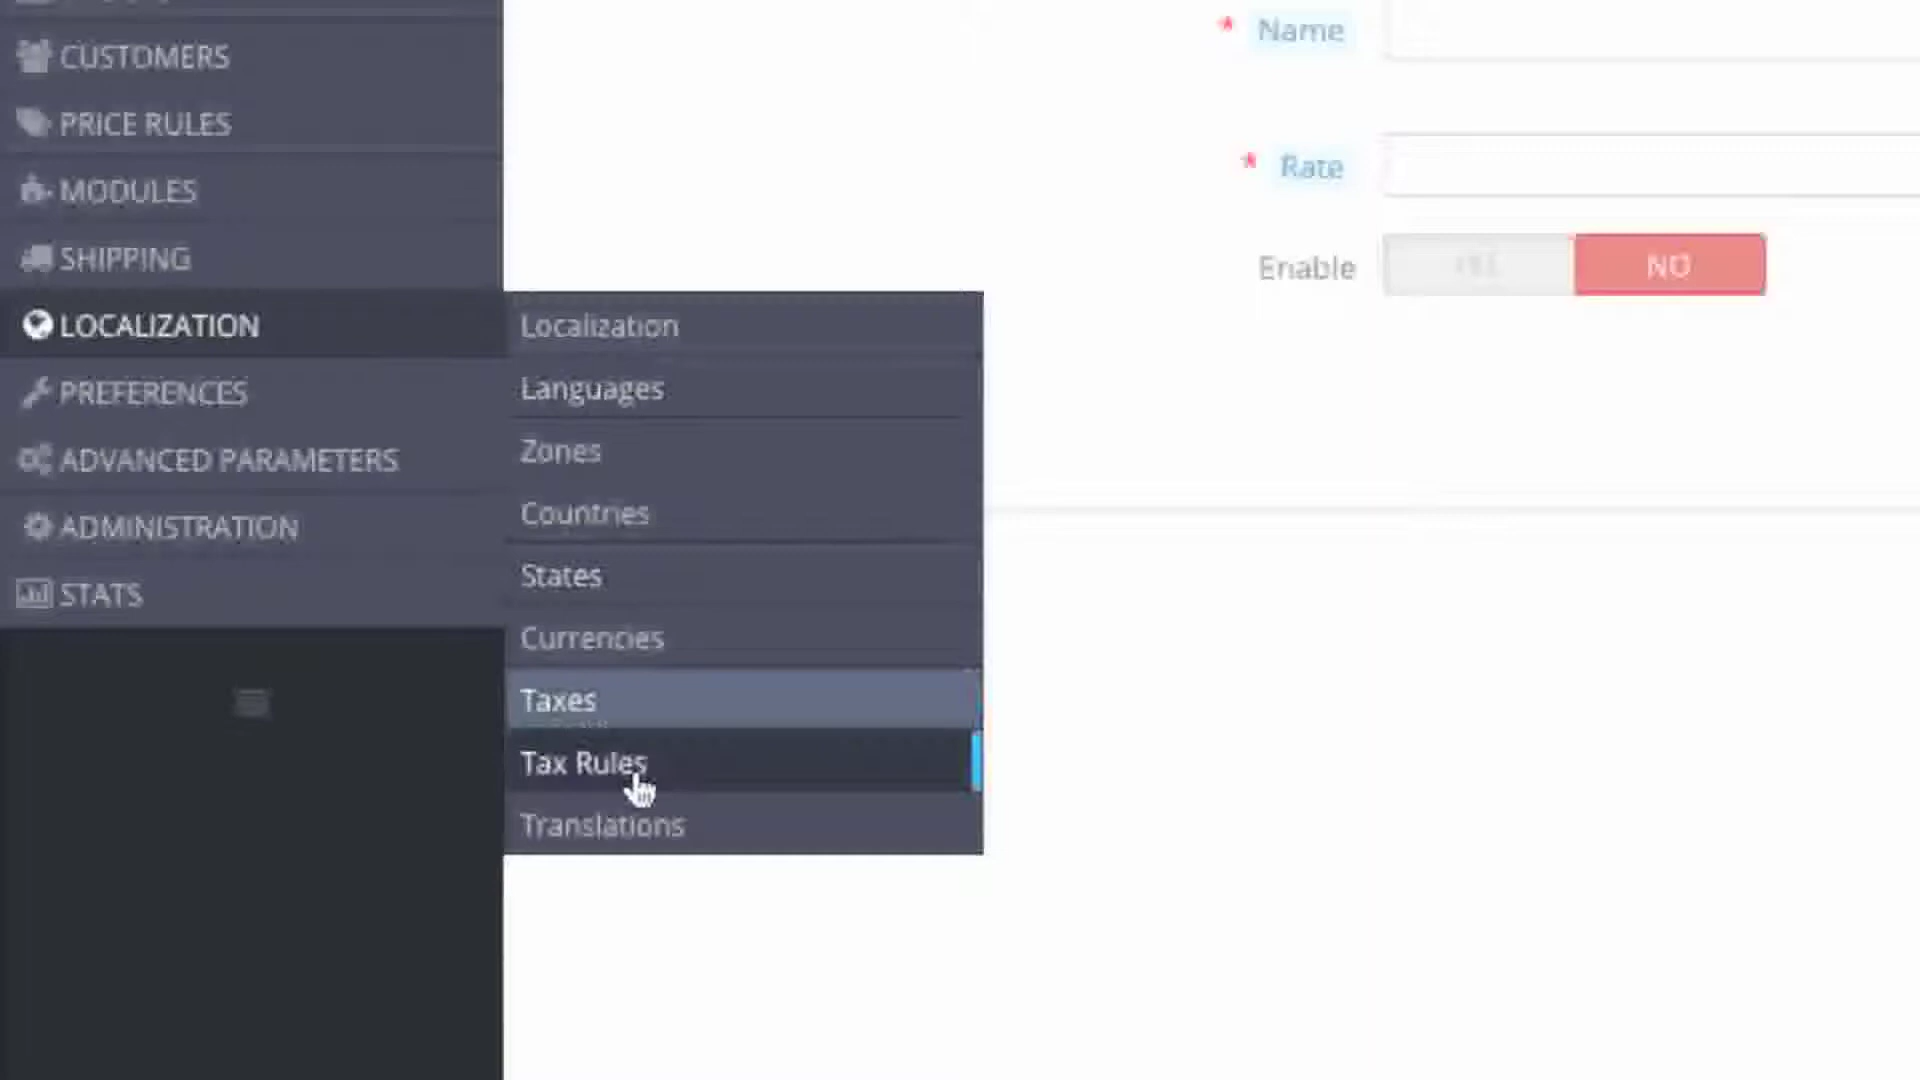 CUSTOMERS
PRICE RULES
MODULES
SHIPPING
LOCALIZATION
PREFERENCES
ADVANCED PARAMETERS
ADMINISTRATION
STATS
Localization
Languages
Zones
Countries
States
Currencies
Taxes
Tax Rules
Translations
* Name
* Rate
Enable YES NO